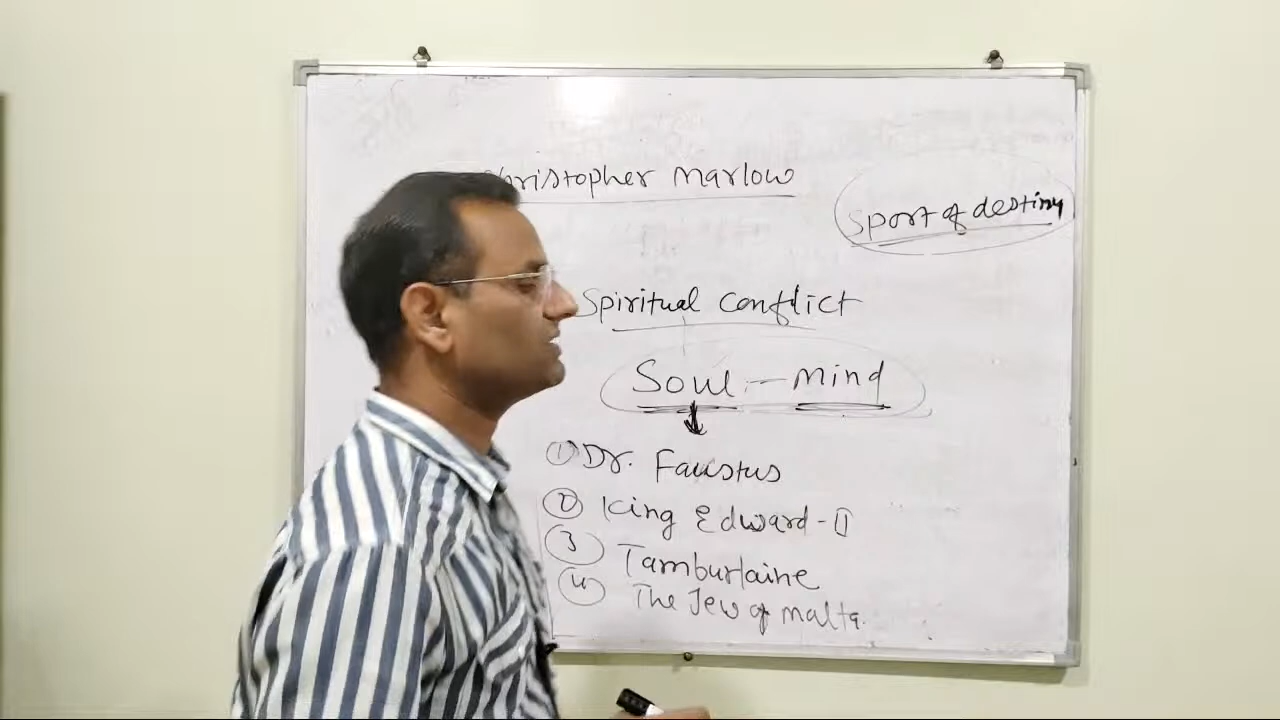 Christopher Marlow
Sport of destiny
Spiritual Conflict
Soul - Mind
① Dr. Faustus
② King Edward - II
③ Tamburlaine
④ The Jew of Malta.